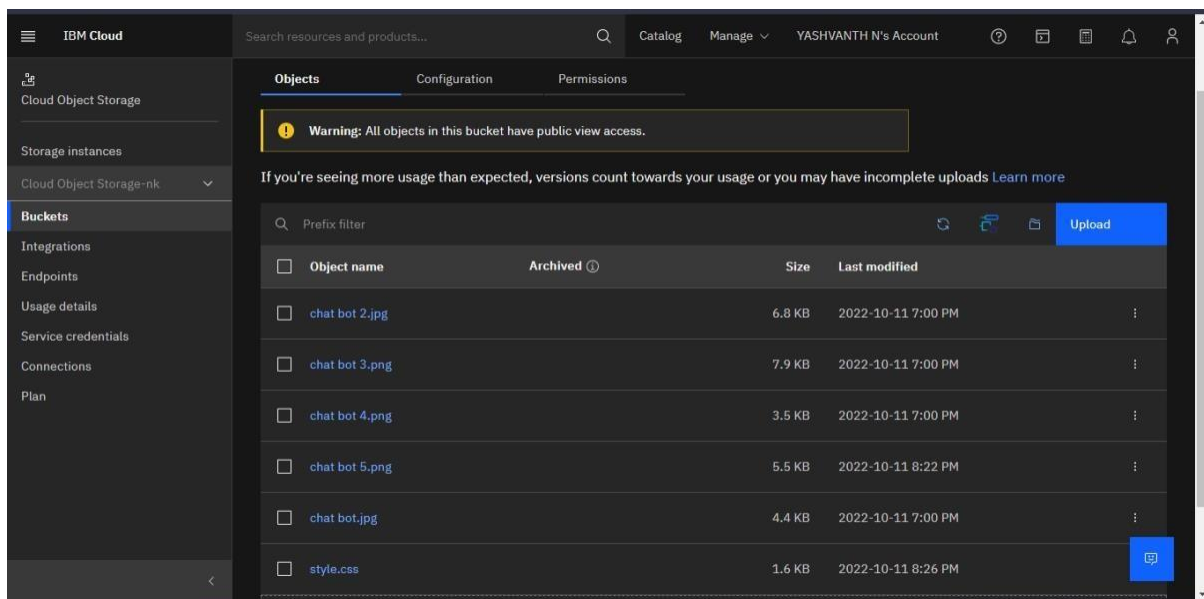 IBM Cloud
Search resources and products...
Catalog
Manage
YASHVANTH N's Account
Cloud Object Storage
Storage instances
Cloud Object Storage-nk
Buckets
Integrations
Endpoints
Usage details
Service credentials
Connections
Plan
Objects
Configuration
Permissions
Warning: All objects in this bucket have public view access.
If you're seeing more usage than expected, versions count towards your usage or you may have incomplete uploads Learn more
Prefix filter
Upload
Object name Archived Size Last modified
chat bot 2.jpg 6.8 KB 2022-10-11 7:00 PM
chat bot 3.png 7.9 KB 2022-10-11 7:00 PM
chat bot 4.png 3.5 KB 2022-10-11 7:00 PM
chat bot 5.png 5.5 KB 2022-10-11 8:22 PM
chat bot.jpg 4.4 KB 2022-10-11 7:00 PM
style.css 1.6 KB 2022-10-11 8:26 PM